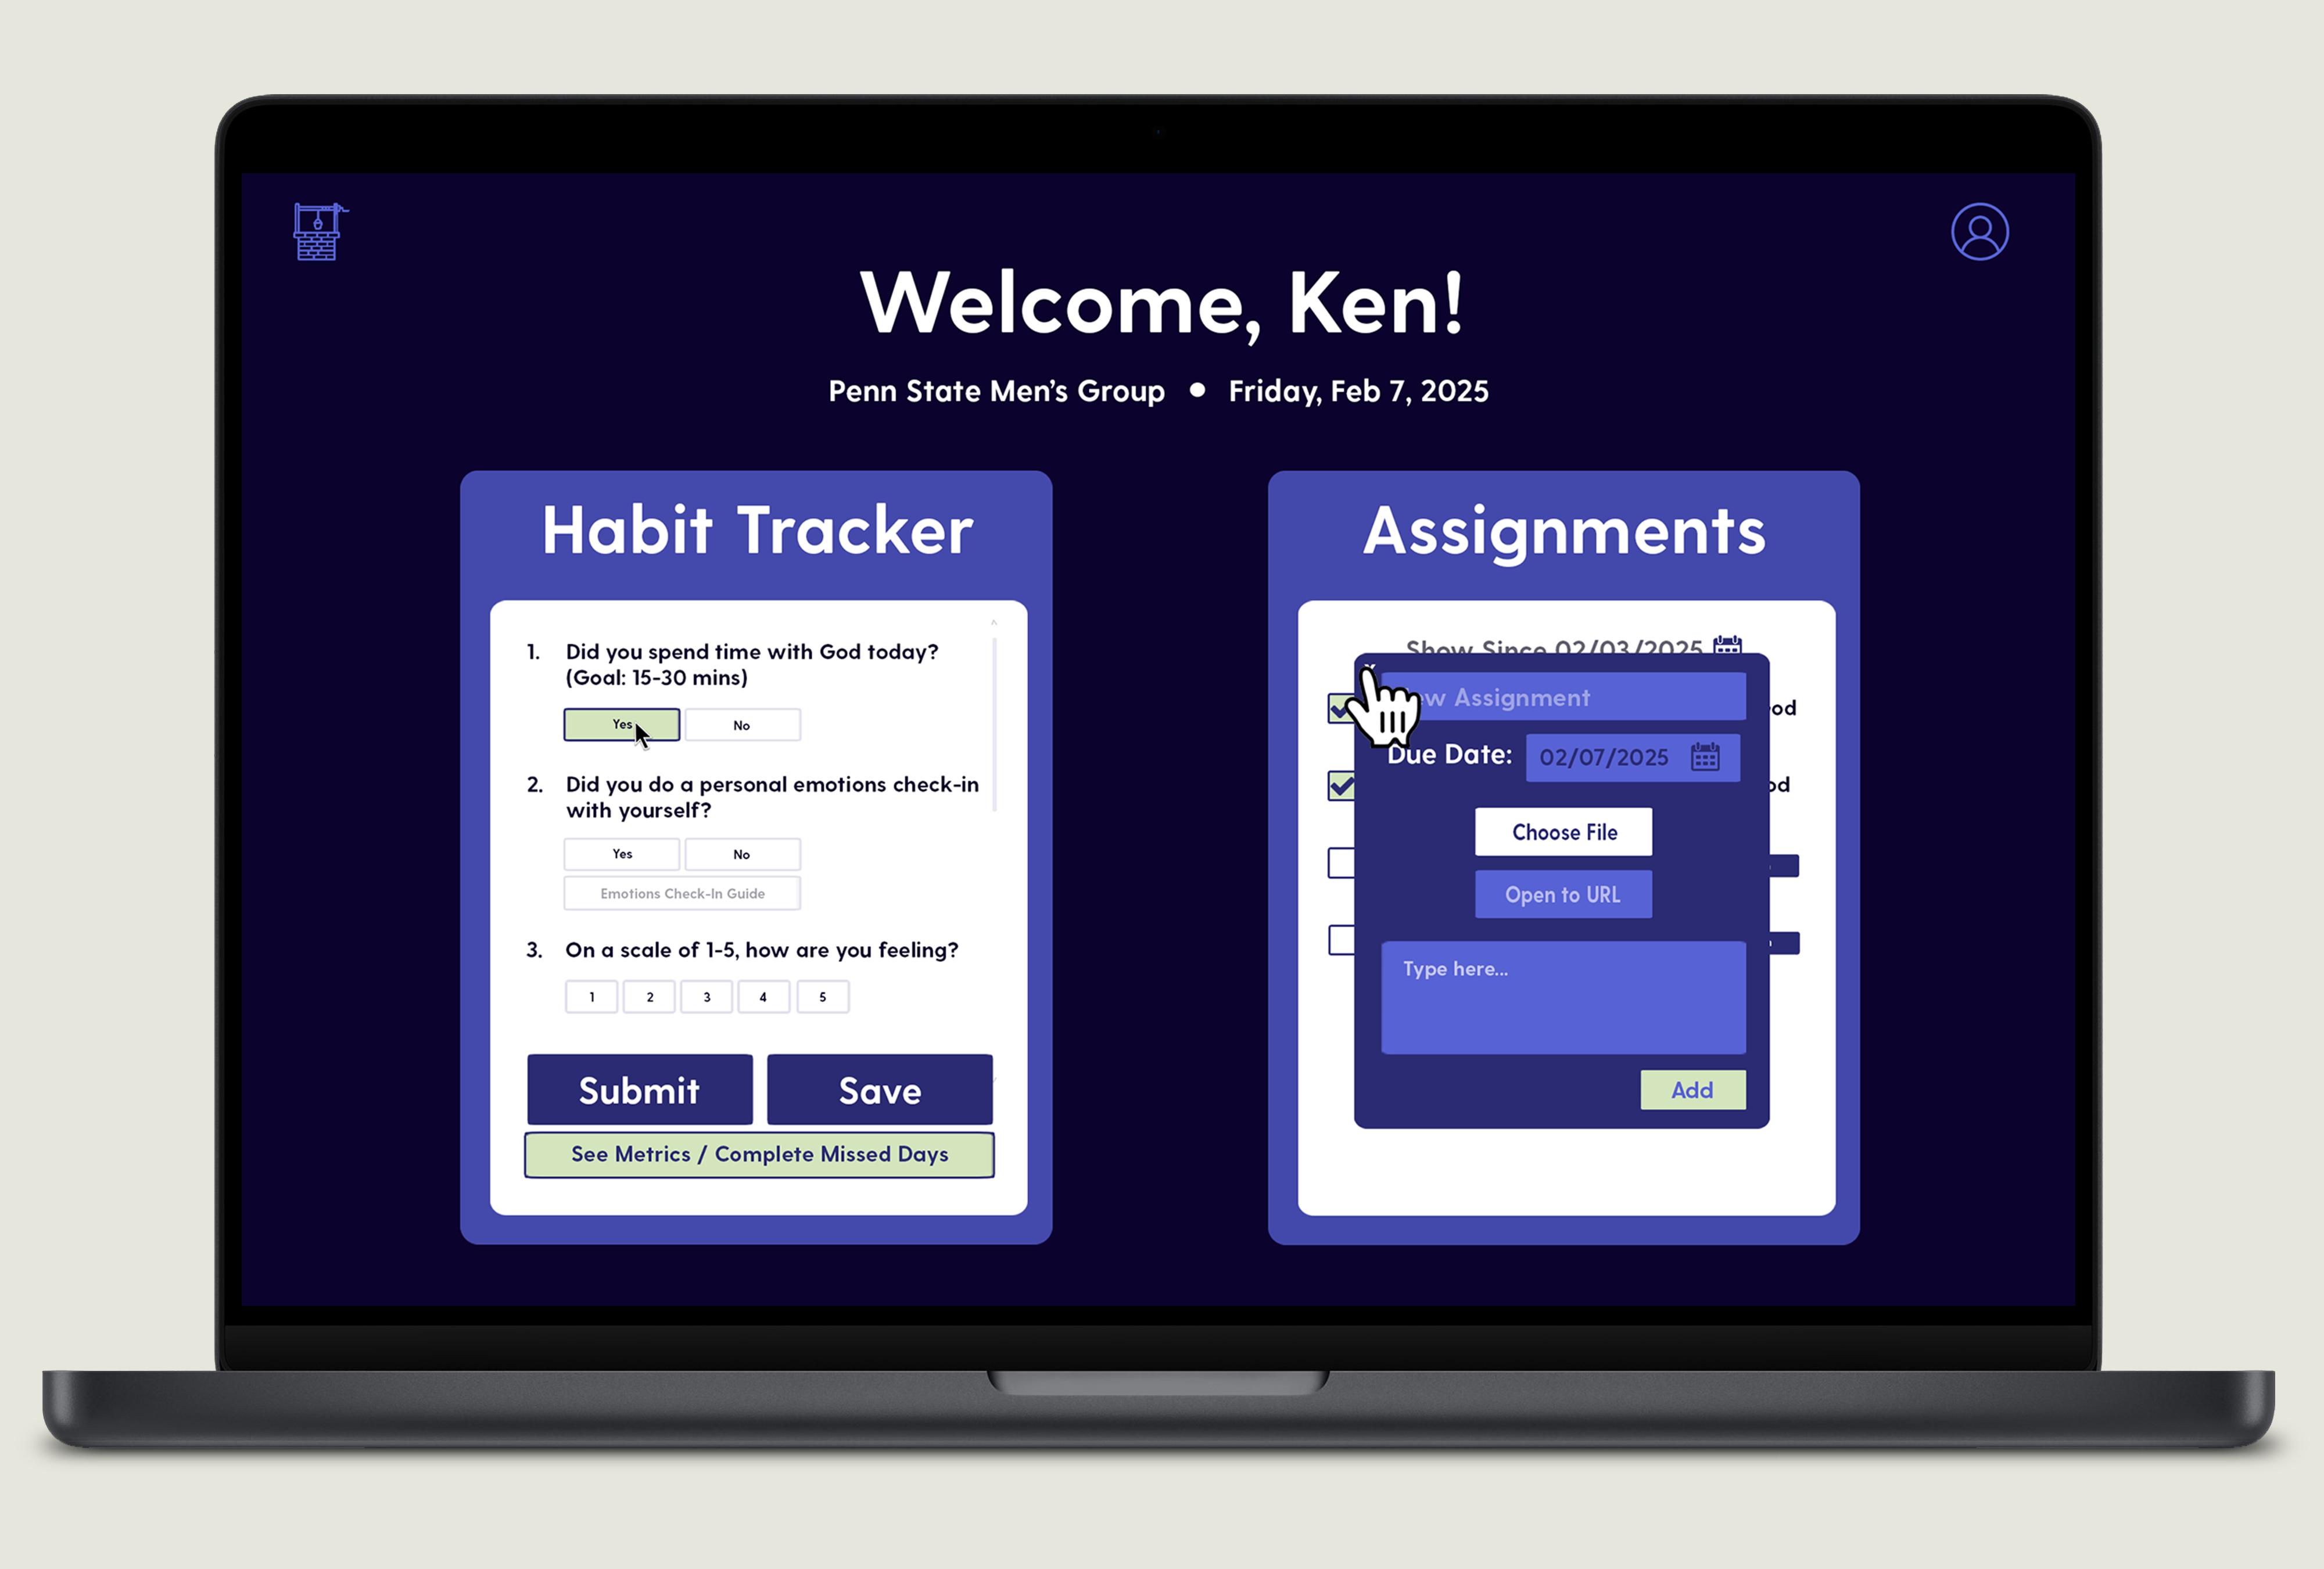 Welcome, Ken!
Penn State Men's Group • Friday, Feb 7, 2025
Habit Tracker
1. Did you spend time with God today?
(Goal: 15-30 mins)
Yes No
2. Did you do a personal emotions check-in
with yourself?
Yes No
Emotions Check-In Guide
3. On a scale of 1-5, how are you feeling?
1 2 3 4 5
Submit Save
See Metrics / Complete Missed Days
Assignments
Show Since 02/03/2025
Assignment
Due Date: 02/07/2025
Choose File
Open to URL
Type here...
Add